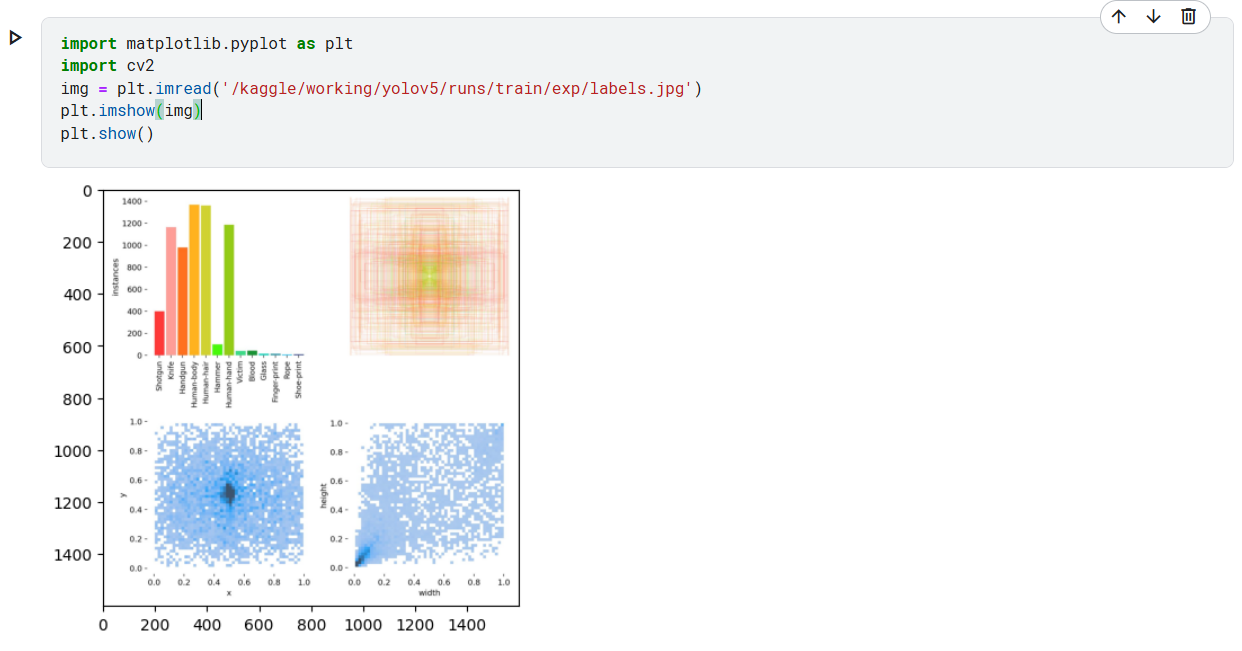 import matplotlib.pyplot as plt
import cv2
img = plt.imread('/kaggle/working/yolov5/runs/train/exp/labels.jpg')
plt.imshow(img)
plt.show()
0
200
400
600
800
1000
1200
1400
0 200 400 600 800 1000 1200 1400
1400
1200
1000
800
600
400
200
0
instances
Shotgun
Knife
Handgun
Human-body
Human-hair
Hammer
Human-hand
Victim
Blood
Glass
Finger-print
Rope
Shoe-print
1.0
0.8
0.6
0.4
0.2
0.0
y
0.0 0.2 0.4 0.6 0.8 1.0
x
1.0
0.8
0.6
0.4
0.2
0.0
height
0.0 0.2 0.4 0.6 0.8 1.0
width